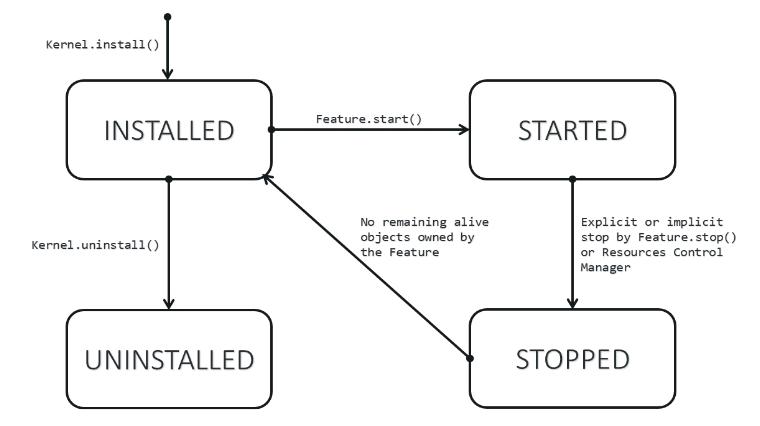 Kernel.install()
INSTALLED
Feature.start()
STARTED
Kernel.uninstall()
No remaining alive
objects owned by
the Feature
Explicit or implicit
stop by Feature.stop()
or Resources Control
Manager
UNINSTALLED
STOPPED